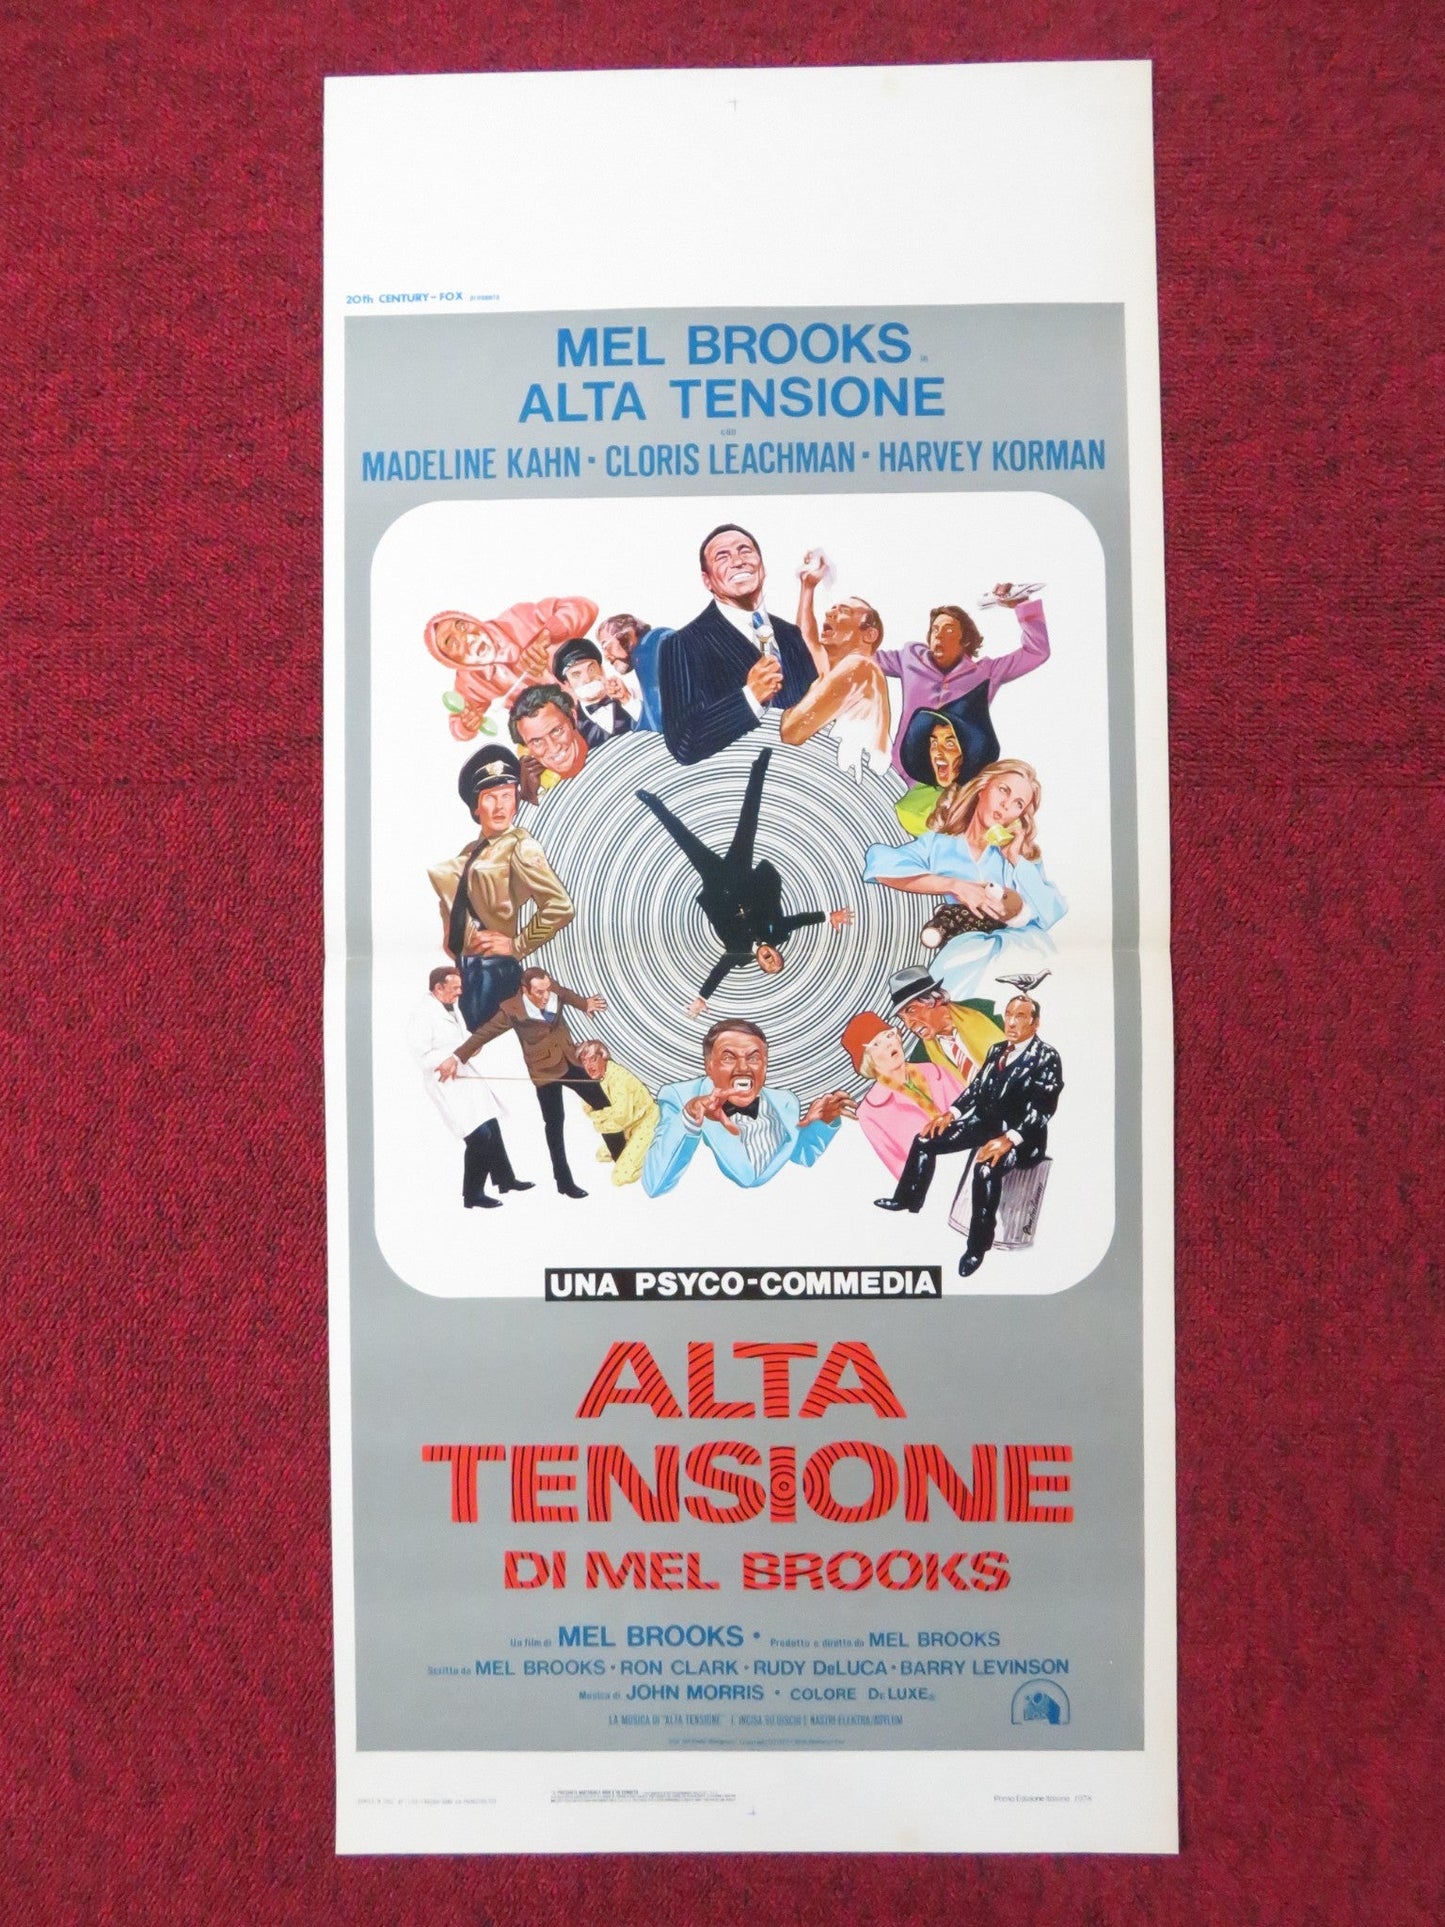 20th CENTURY-FOX
MEL BROOKS in
ALTA TENSIONE
con
MADELINE KAHN • CLORIS LEACHMAN • HARVEY KORMAN
UNA PSYCO-COMMEDIA
ALTA
TENSIONE
DI MEL BROOKS
Un film di MEL BROOKS • Prodotto e diretto da MEL BROOKS
Scritto da MEL BROOKS • RON CLARK • RUDY DeLUCA • BARRY LEVINSON
Musica di JOHN MORRIS • COLORE DE LUXE®
LA MUSICA DI "ALTA TENSIONE" È INCISA SU DISCHI E NASTRI ELEKTRA/ASYLUM
Prima Edizione Italiana 1978